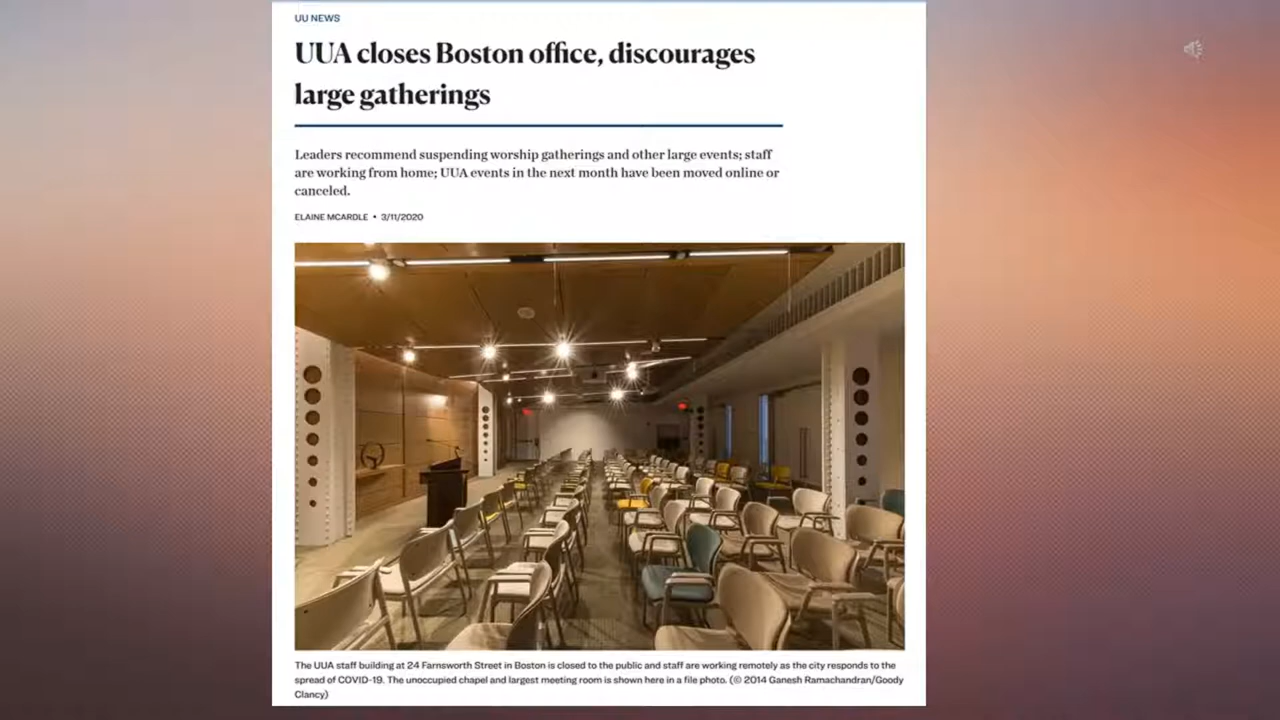 UU NEWS
UUA closes Boston office, discourages
large gatherings
Leaders recommend suspending worship gatherings and other large events; staff
are working from home; UUA events in the next month have been moved online or
canceled.
ELAINE MCARDLE • 3/11/2020
The UUA staff building at 24 Farnsworth Street in Boston is closed to the public and staff are working remotely as the city responds to the
spread of COVID-19. The unoccupied chapel and largest meeting room is shown here in a file photo. (© 2014 Ganesh Ramachandran/Goody
Clancy)